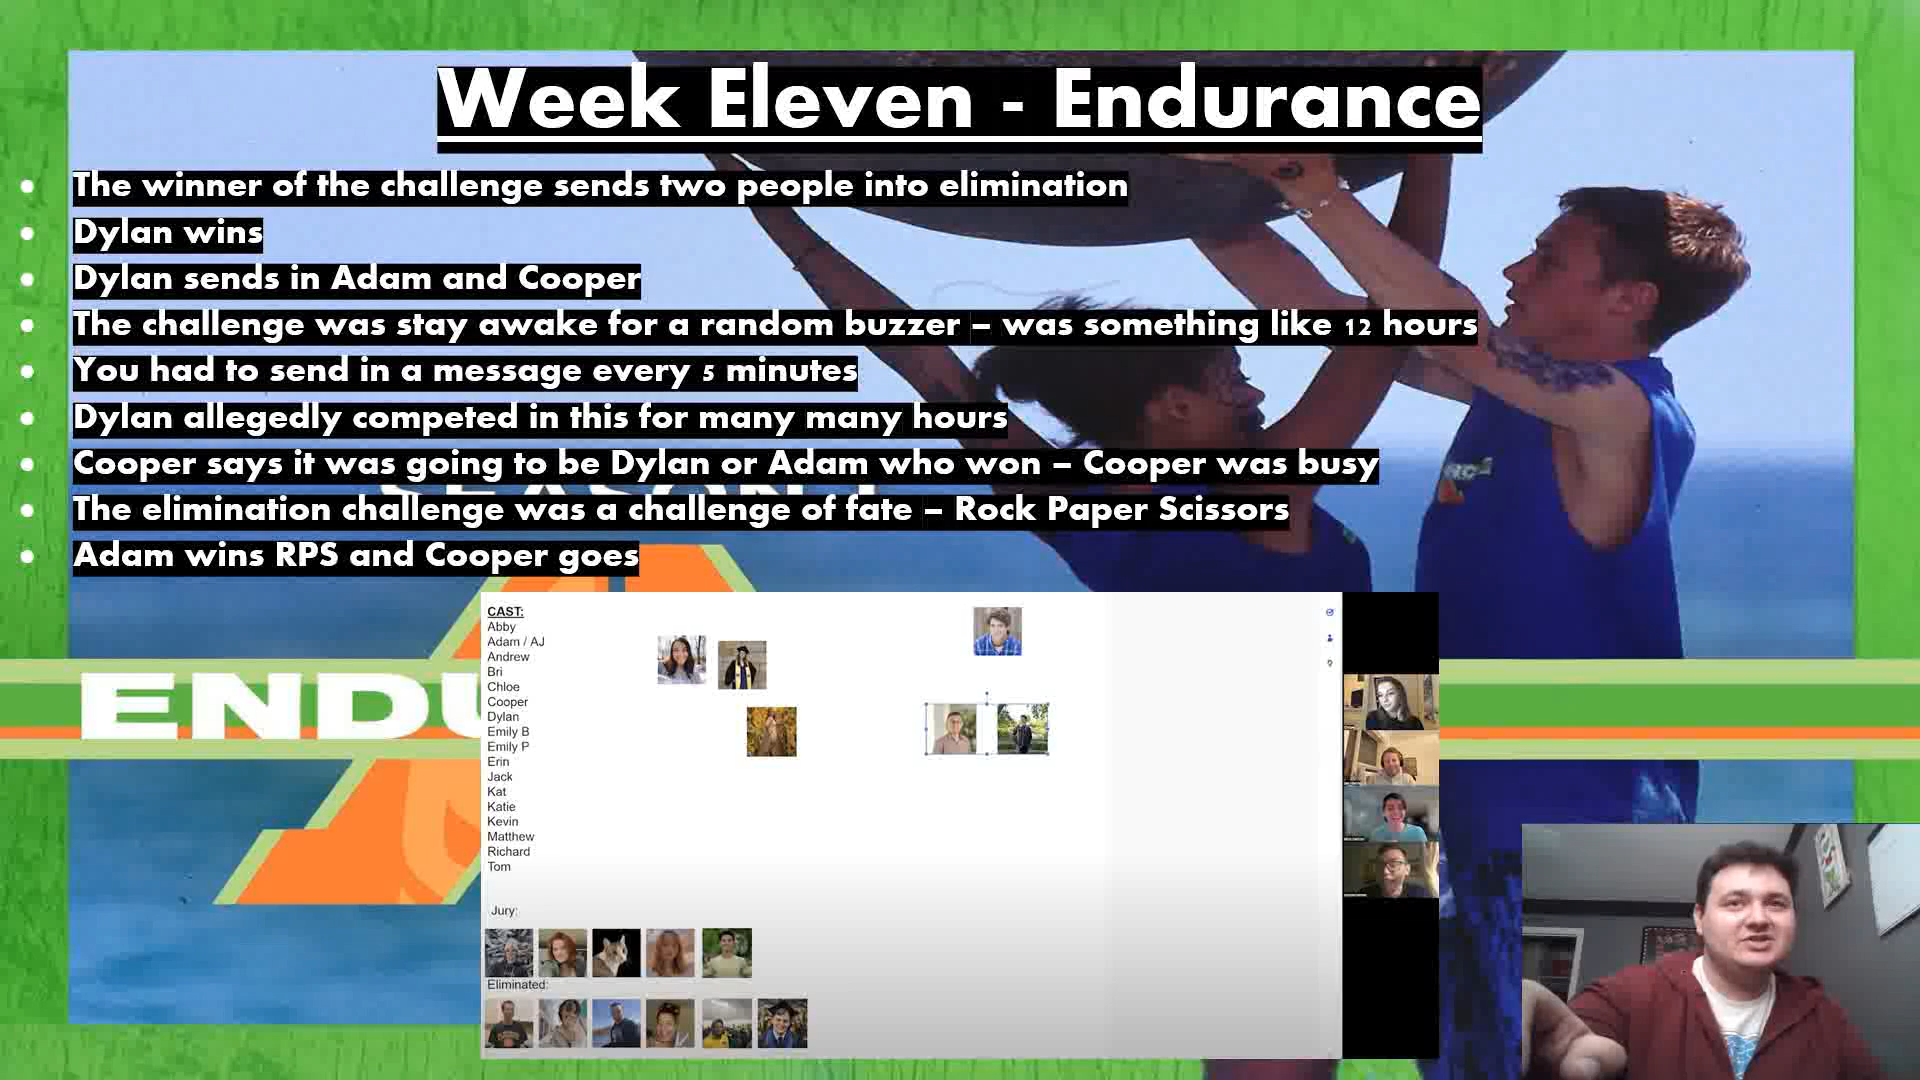 Week Eleven - Endurance
• The winner of the challenge sends two people into elimination
• Dylan wins
• Dylan sends in Adam and Cooper
• The challenge was stay awake for a random buzzer – was something like 12 hours
• You had to send in a message every 5 minutes
• Dylan allegedly competed in this for many many hours
• Cooper says it was going to be Dylan or Adam who won – Cooper was busy
• The elimination challenge was a challenge of fate – Rock Paper Scissors
• Adam wins RPS and Cooper goes
ENDU
CAST:
Abby
Adam / AJ
Andrew
Bri
Chloe
Cooper
Dylan
Emily B
Emily P
Erin
Jack
Kat
Katie
Kevin
Matthew
Richard
Tom
Jury:
Eliminated: